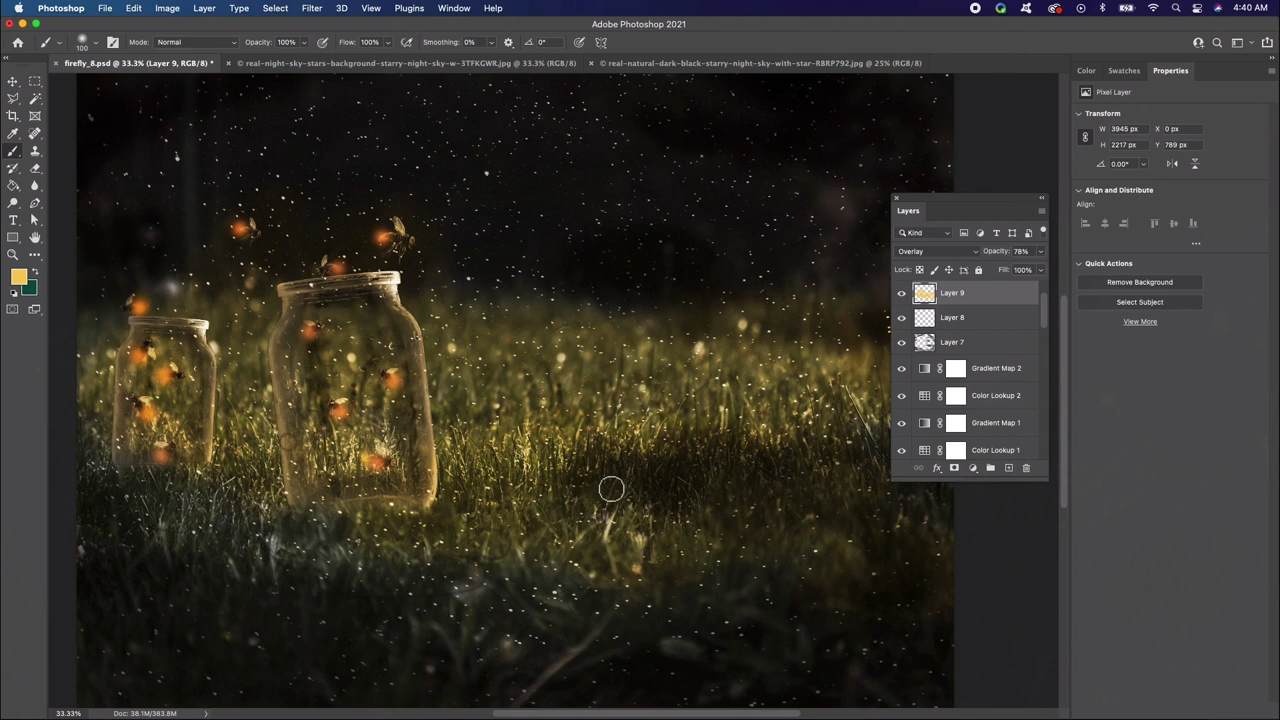 Photoshop File Edit Image Layer Type Select Filter 3D View Plugins Window Help 4:40 AM
Adobe Photoshop 2021
100 Mode: Normal Opacity: 100% Flow: 100% Smoothing: 0% 0°
firefly_8.psd @ 33.3% (Layer 9, RGB/8) *
© real-night-sky-stars-background-starry-night-sky-w-3TFKGWR.jpg @ 33.3% (RGB/8)
© real-natural-dark-black-starry-night-sky-with-star-RBRP792.jpg @ 25% (RGB/8)
Color Swatches Properties
Pixel Layer
Transform
W 3945 px X 0 px
H 2217 px Y 789 px
0.00°
Align and Distribute
Align:
Quick Actions
Remove Background
Select Subject
View More
Layers
Kind
Overlay Opacity: 78%
Lock: Fill: 100%
Layer 9
Layer 8
Layer 7
Gradient Map 2
Color Lookup 2
Gradient Map 1
Color Lookup 1
33.33% Doc: 38.1M/383.8M